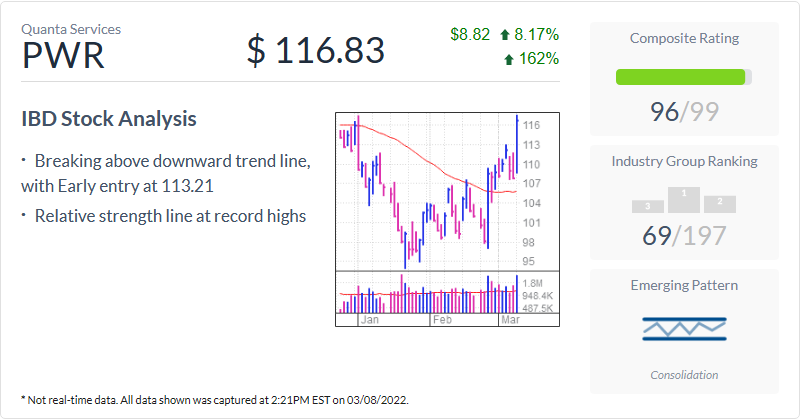 Quanta Services
PWR
$ 116.83
$8.82 8.17%
162%
IBD Stock Analysis
· Breaking above downward trend line,
with Early entry at 113.21
· Relative strength line at record highs
116
113
110
107
104
101
98
95
1.8M
948.4K
487.5K
Jan Feb Mar
Composite Rating
96/99
Industry Group Ranking
3 1 2
69/197
Emerging Pattern
Consolidation
* Not real-time data. All data shown was captured at 2:21PM EST on 03/08/2022.